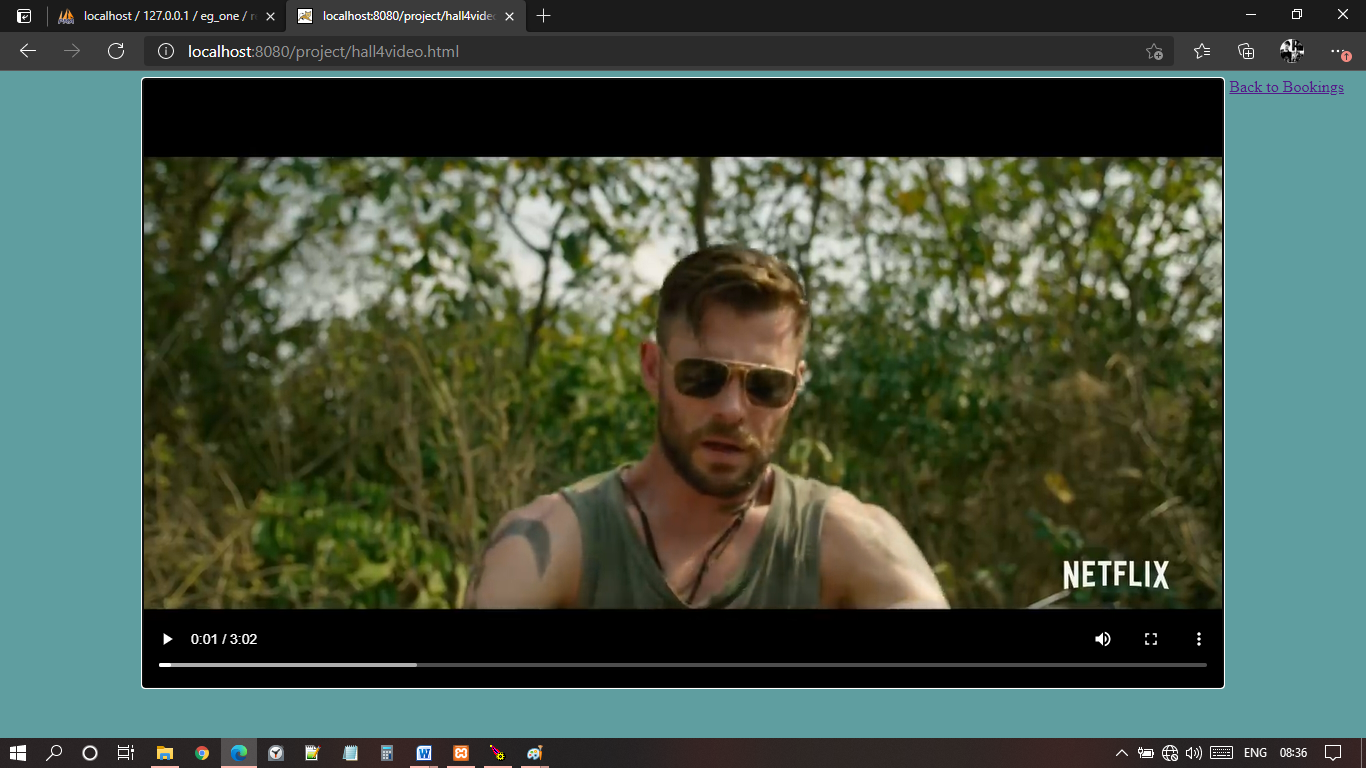 localhost / 127.0.0.1 / eg_one / r
localhost:8080/project/hall4vide
localhost:8080/project/hall4video.html
Back to Bookings
NETFLIX
0:01 / 3:02
ENG
08:36